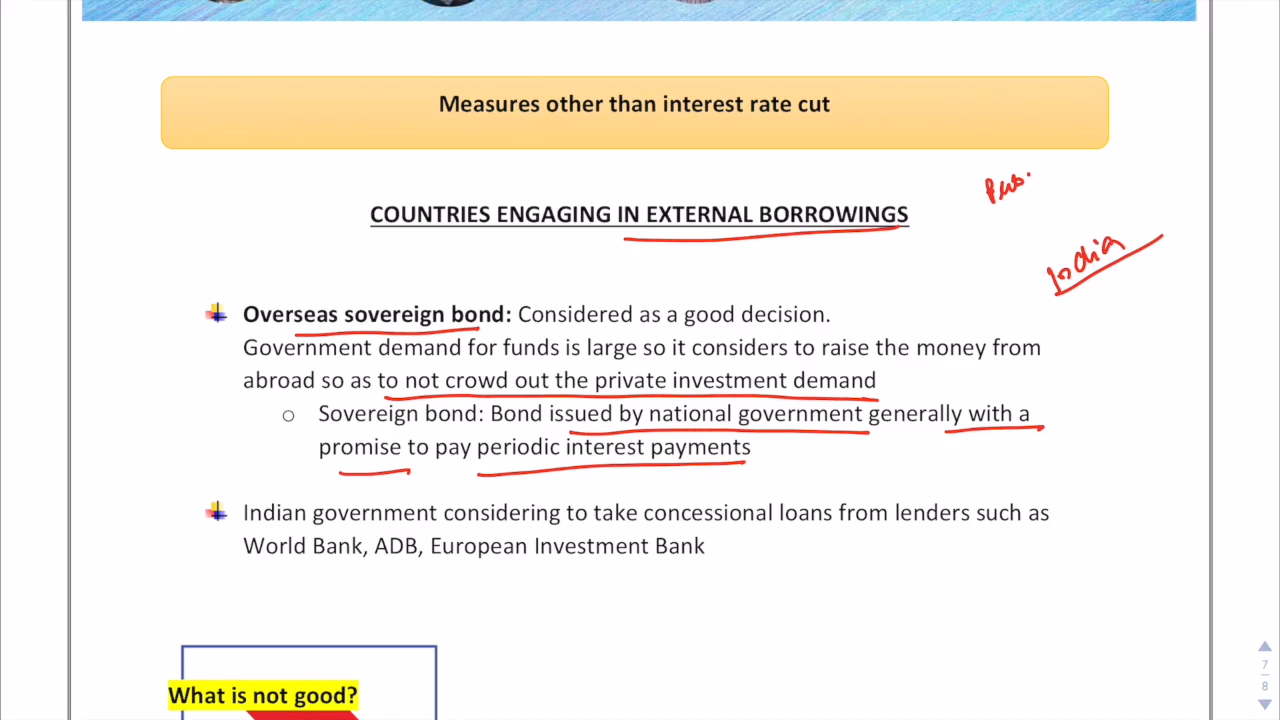 Measures other than interest rate cut
COUNTRIES ENGAGING IN EXTERNAL BORROWINGS
India
Overseas sovereign bond: Considered as a good decision.
Government demand for funds is large so it considers to raise the money from
abroad so as to not crowd out the private investment demand
o Sovereign bond: Bond issued by national government generally with a
promise to pay periodic interest payments
Indian government considering to take concessional loans from lenders such as
World Bank, ADB, European Investment Bank
What is not good?
7
8